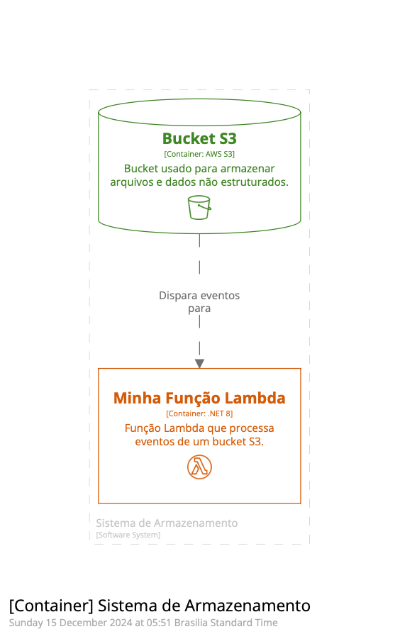 Bucket S3
[Container: AWS S3]
Bucket usado para armazenar
arquivos e dados não estruturados.
Dispara eventos
para
Minha Função Lambda
[Container: .NET 8]
Função Lambda que processa
eventos de um bucket S3.
Sistema de Armazenamento
[Software System]
[Container] Sistema de Armazenamento
Sunday 15 December 2024 at 05:51 Brasilia Standard Time